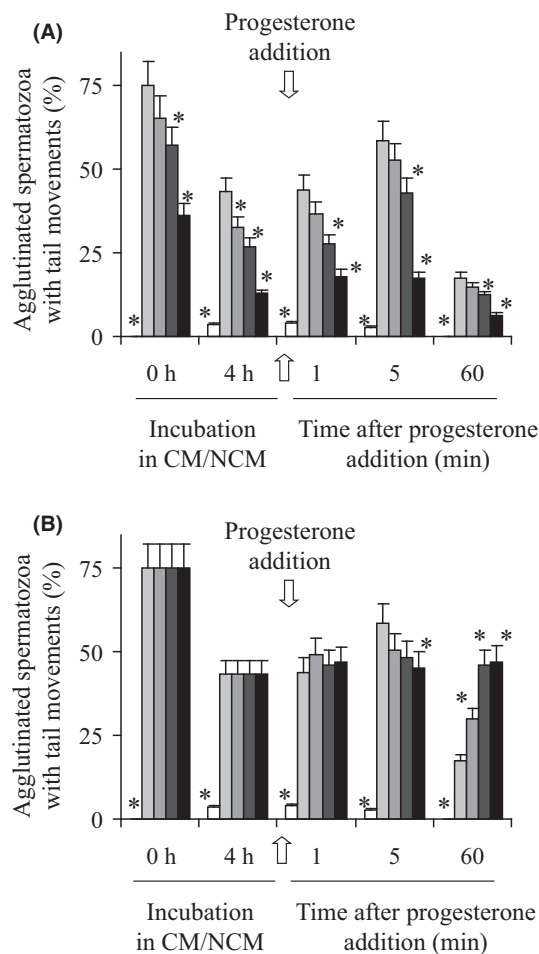 (A)
Progesterone
addition
Agglutinated spermatozoa
with tail movements (%)
75
50
25
0
* * * * * * * * * * * * * * *
0 h 4 h 1 5 60
Incubation
in CM/NCM
Time after progesterone
addition (min)
(B)
Progesterone
addition
Agglutinated spermatozoa
with tail movements (%)
75
50
25
0
* * * * * * * *
0 h 4 h 1 5 60
Incubation
in CM/NCM
Time after progesterone
addition (min)